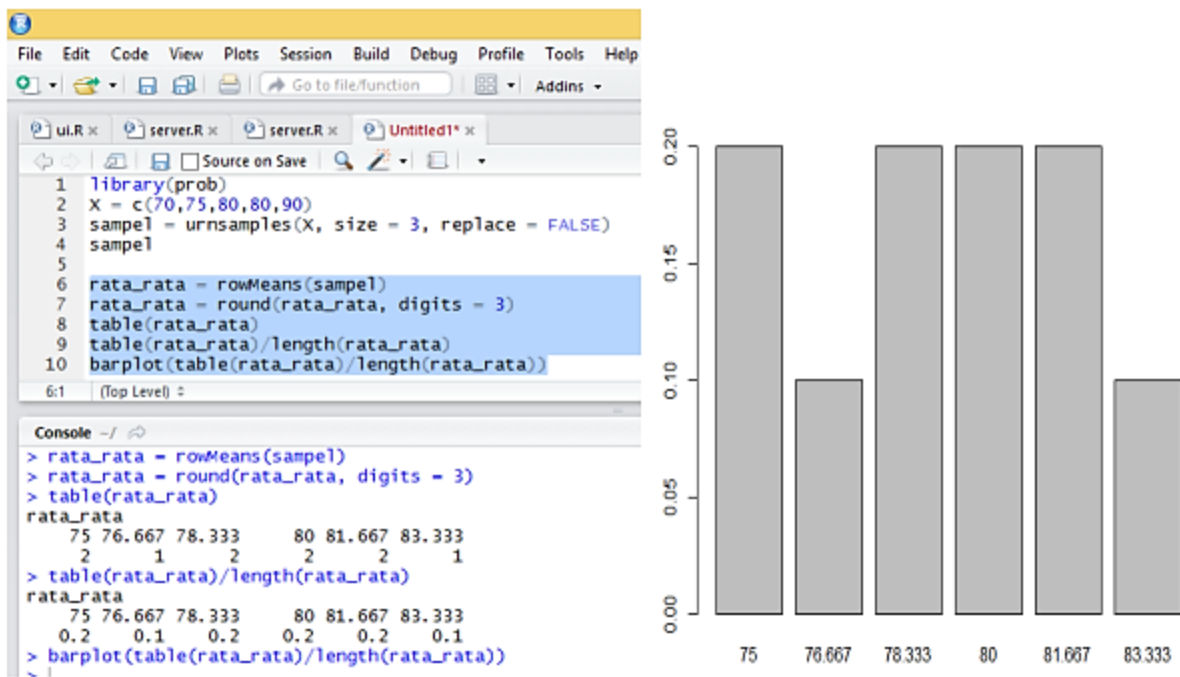 File Edit Code View Plots Session Build Debug Profile Tools Help
Go to file/function Addins
ui.R server.R server.R Untitled1*
Source on Save
1 library(prob)
2 X = c(70,75,80,80,90)
3 sampel = urnsamples(X, size = 3, replace = FALSE)
4 sampel
5
6 rata_rata = rowMeans(sampel)
7 rata_rata = round(rata_rata, digits = 3)
8 table(rata_rata)
9 table(rata_rata)/length(rata_rata)
10 barplot(table(rata_rata)/length(rata_rata))
6:1 (Top Level)
Console ~/
> rata_rata = rowMeans(sampel)
> rata_rata = round(rata_rata, digits = 3)
> table(rata_rata)
rata_rata
75 76.667 78.333 80 81.667 83.333
2 1 2 2 2 1
> table(rata_rata)/length(rata_rata)
rata_rata
75 76.667 78.333 80 81.667 83.333
0.2 0.1 0.2 0.2 0.2 0.1
> barplot(table(rata_rata)/length(rata_rata))
>
0.20
0.15
0.10
0.05
0.00
75 76.667 78.333 80 81.667 83.333